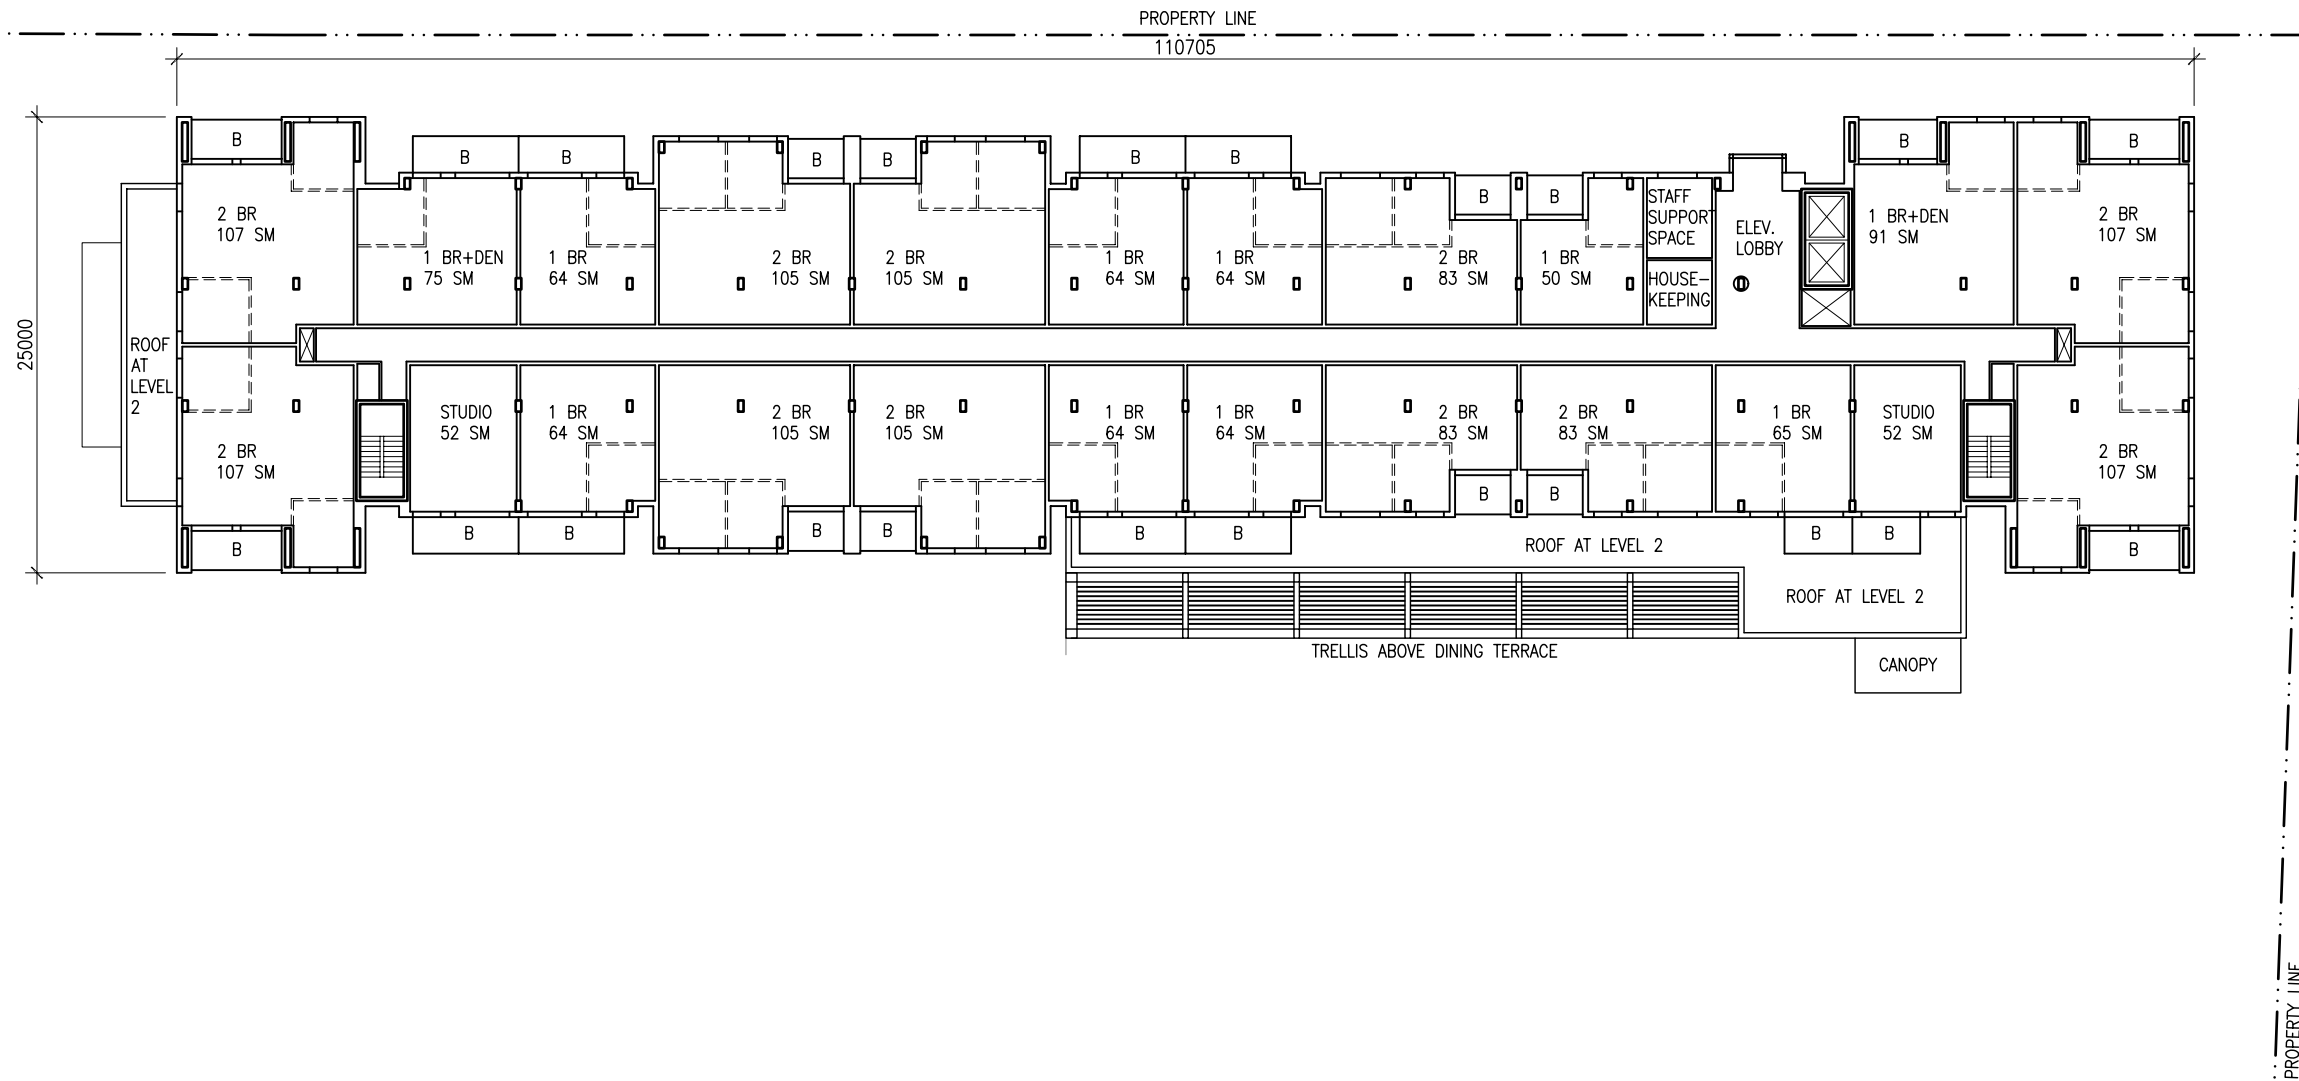 PROPERTY LINE
110705
25000
B
B
B
B
B
B
B
B
B
B
B
2 BR
107 SM
1 BR+DEN
75 SM
1 BR
64 SM
2 BR
105 SM
2 BR
105 SM
1 BR
64 SM
1 BR
64 SM
2 BR
83 SM
1 BR
50 SM
STAFF
SUPPORT
SPACE
HOUSE-
KEEPING
ELEV.
LOBBY
1 BR+DEN
91 SM
2 BR
107 SM
ROOF
AT
LEVEL
2
2 BR
107 SM
STUDIO
52 SM
1 BR
64 SM
2 BR
105 SM
2 BR
105 SM
1 BR
64 SM
1 BR
64 SM
2 BR
83 SM
2 BR
83 SM
1 BR
65 SM
STUDIO
52 SM
2 BR
107 SM
B
B
B
B
B
B
B
B
B
B
B
B
ROOF AT LEVEL 2
ROOF AT LEVEL 2
TRELLIS ABOVE DINING TERRACE
CANOPY
PROPERTY LINE